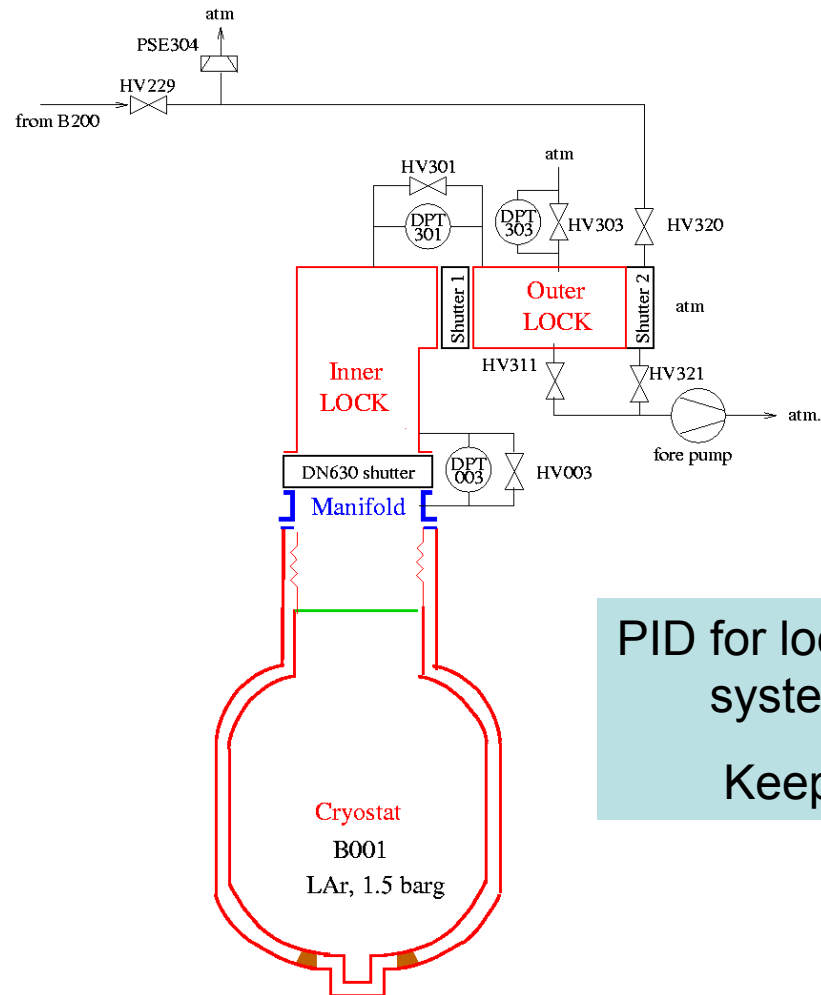 atm
PSE304
HV229
from B200
HV301
atm
DPT
301
DPT
303
HV303
HV320
Shutter 1
Outer
LOCK
Shutter 2
atm
Inner
LOCK
HV311
HV321
atm.
fore pump
DN630 shutter
DPT
003
HV003
Manifold
PID for loc
syste
Keep
Cryostat
B001
LAr, 1.5 barg